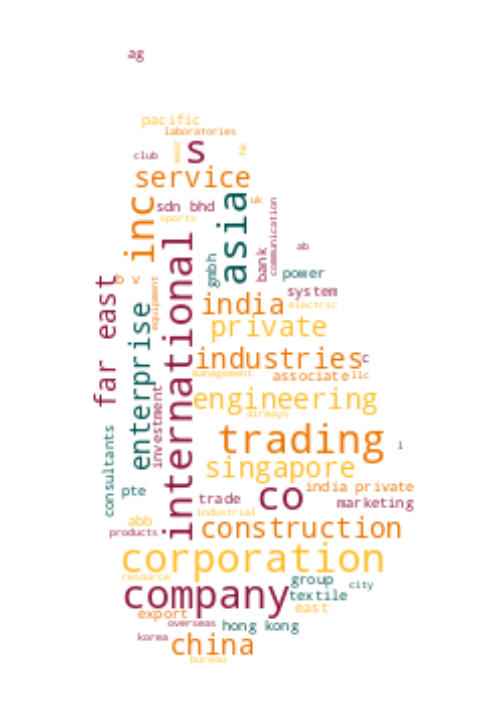 ag
pacific
laboratories
club
wear
s
hk
service
sdn bhd
uk
sports
inc
asia
communication
ab
bank
gmbh
power
b v
equipment
system
far east
international
india
electric
enterprise
private
industries
c
management
associate
llc
investment
engineering
airways
trading
i
consultants
singapore
pte
trade
co
india private
marketing
industrial
abb
products
construction
corporation
resource
group
city
company
textile
east
export
overseas
hong kong
korea
china
bureau